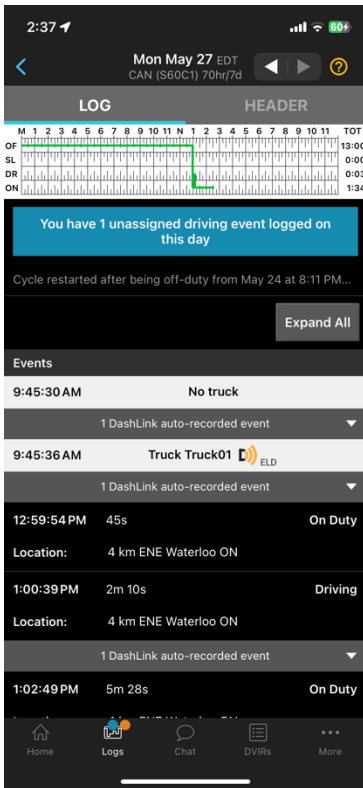 2:37
60
Mon May 27 EDT
CAN (S60C1) 70hr/7d
LOG HEADER
M 1 2 3 4 5 6 7 8 9 10 11 N 1 2 3 4 5 6 7 8 9 10 11 TOT
OF 13:00
SL 0:00
DR 0:03
ON 1:34
You have 1 unassigned driving event logged on
this day
Cycle restarted after being off-duty from May 24 at 8:11 PM...
Expand All
Events
9:45:30 AM No truck
1 DashLink auto-recorded event
9:45:36 AM Truck Truck01 ELD
1 DashLink auto-recorded event
12:59:54 PM 45s On Duty
Location: 4 km ENE Waterloo ON
1:00:39 PM 2m 10s Driving
Location: 4 km ENE Waterloo ON
1 DashLink auto-recorded event
1:02:49 PM 5m 28s On Duty
Home Logs Chat DVIRs More